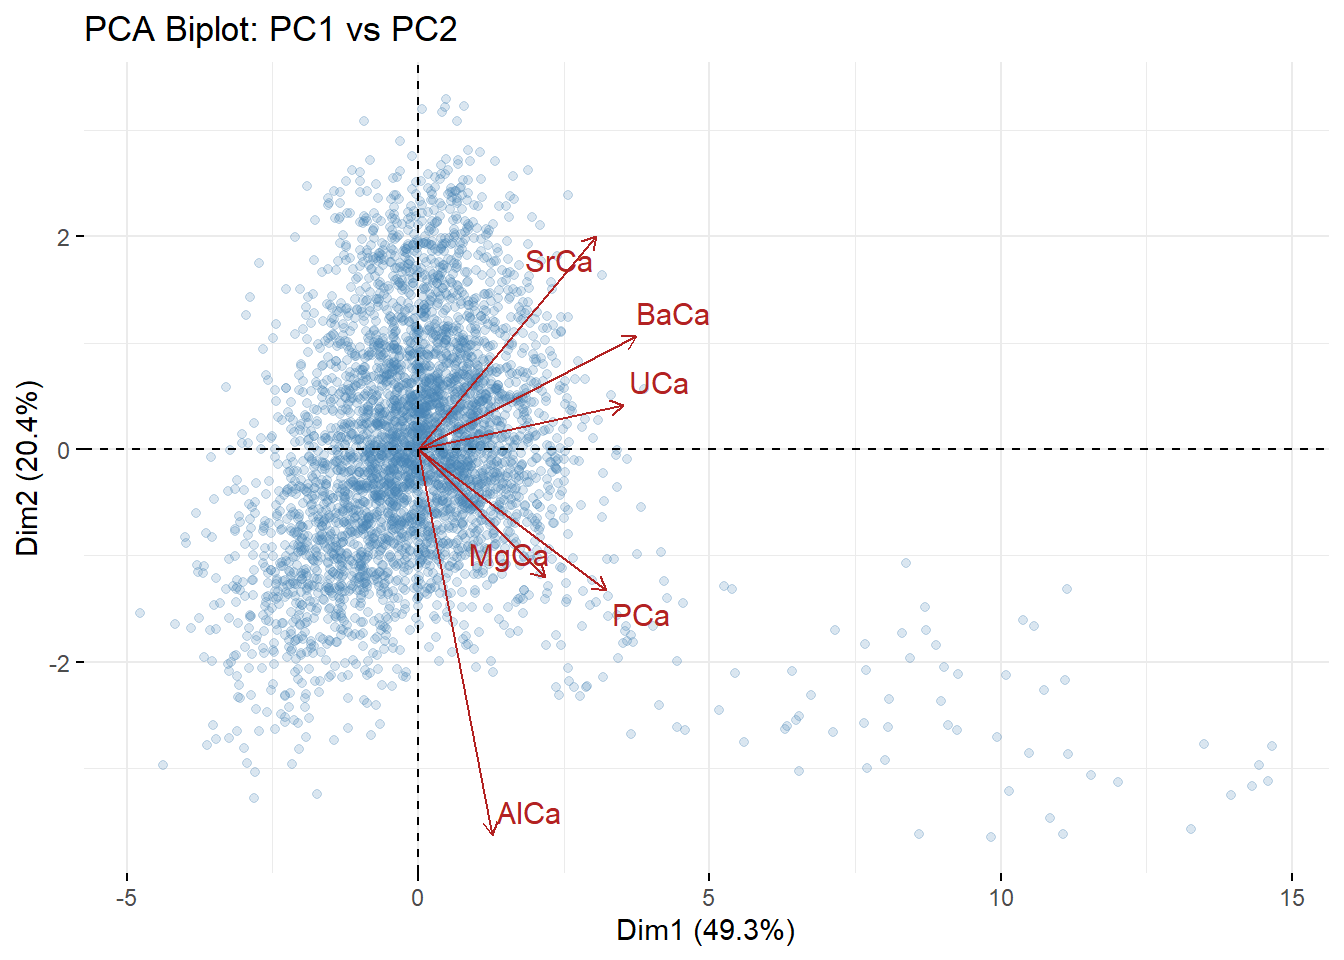 PCA Biplot: PC1 vs PC2
2
0
-2
Dim2 (20.4%)
SrCa
BaCa
UCa
MgCa
PCa
AlCa
-5
0
5
10
15
Dim1 (49.3%)